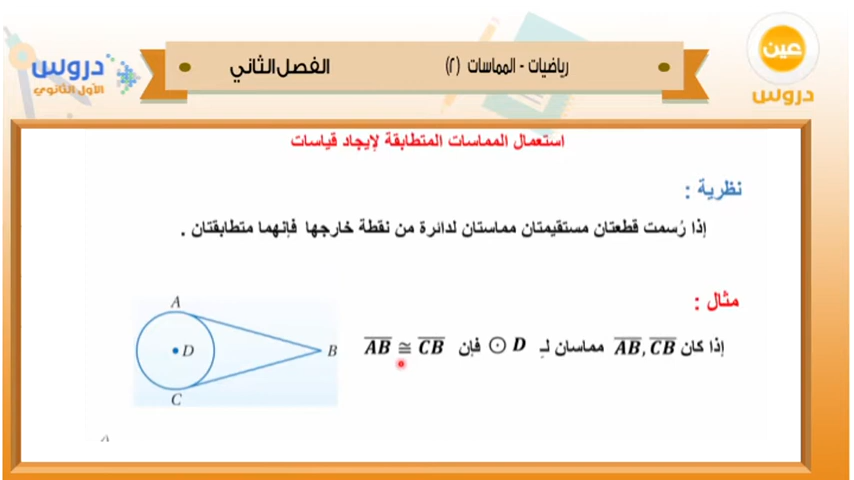 عين
دروس
رياضيات - المماسات (٢)
الفصل الثاني
دروس
الأول الثانوي
استعمال المماسات المتطابقة لإيجاد قياسات
نظرية :
إذا رُسمت قطعتان مستقيمتان مماستان لدائرة من نقطة خارجها فإنهما متطابقتان .
مثال :
إذا كان AB, CB مماسان لـِ ⊙ D فإن AB ≅ CB
A
D
B
C